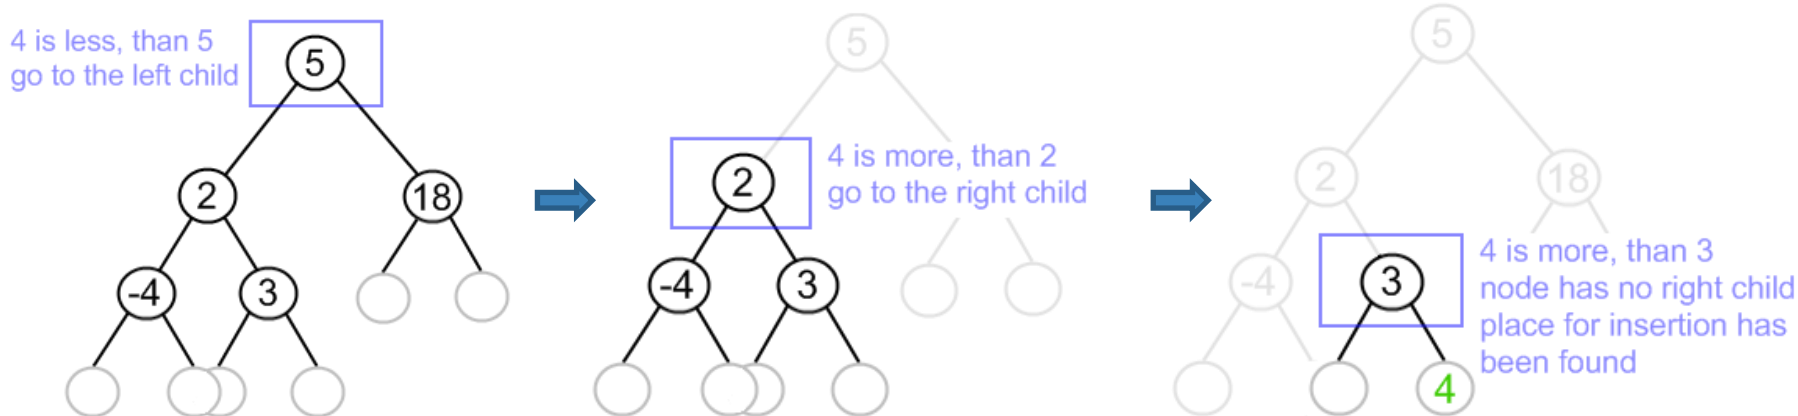 4 is less, than 5
go to the left child
5
2
18
-4
3
5
2
4 is more, than 2
go to the right child
-4
3
5
2
18
-4
3
4 is more, than 3
node has no right child
place for insertion has
been found
4